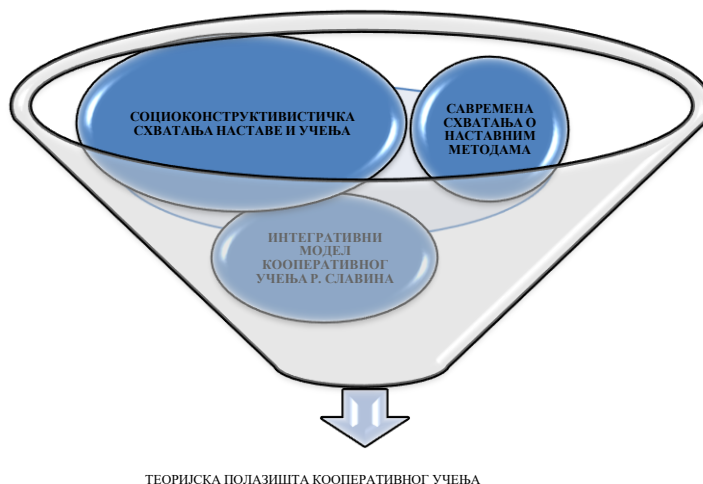 СОЦИОКОНСТРУКТИВИСТИЧКА
СХВАТАЊА НАСТАВЕ И УЧЕЊА
САВРЕМЕНА
СХВАТАЊА О
НАСТАВНИМ
МЕТОДАМА
ИНТЕГРАТИВНИ
МОДЕЛ
КООПЕРАТИВНОГ
УЧЕЊА Р. СЛАВИНА
ТЕОРИЈСКА ПОЛАЗИШТА КООПЕРАТИВНОГ УЧЕЊА